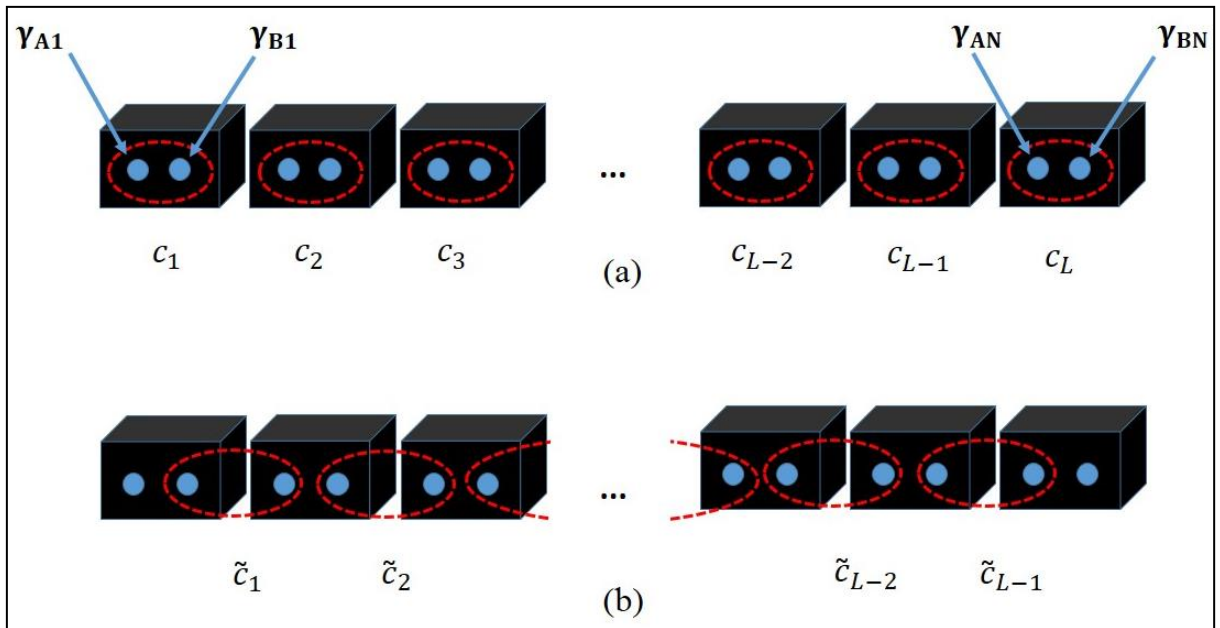 γA1 γB1 γAN γBN
...
c1 c2 c3 cL−2 cL−1 cL
(a)
...
c̃1 c̃2 c̃L−2 c̃L−1
(b)